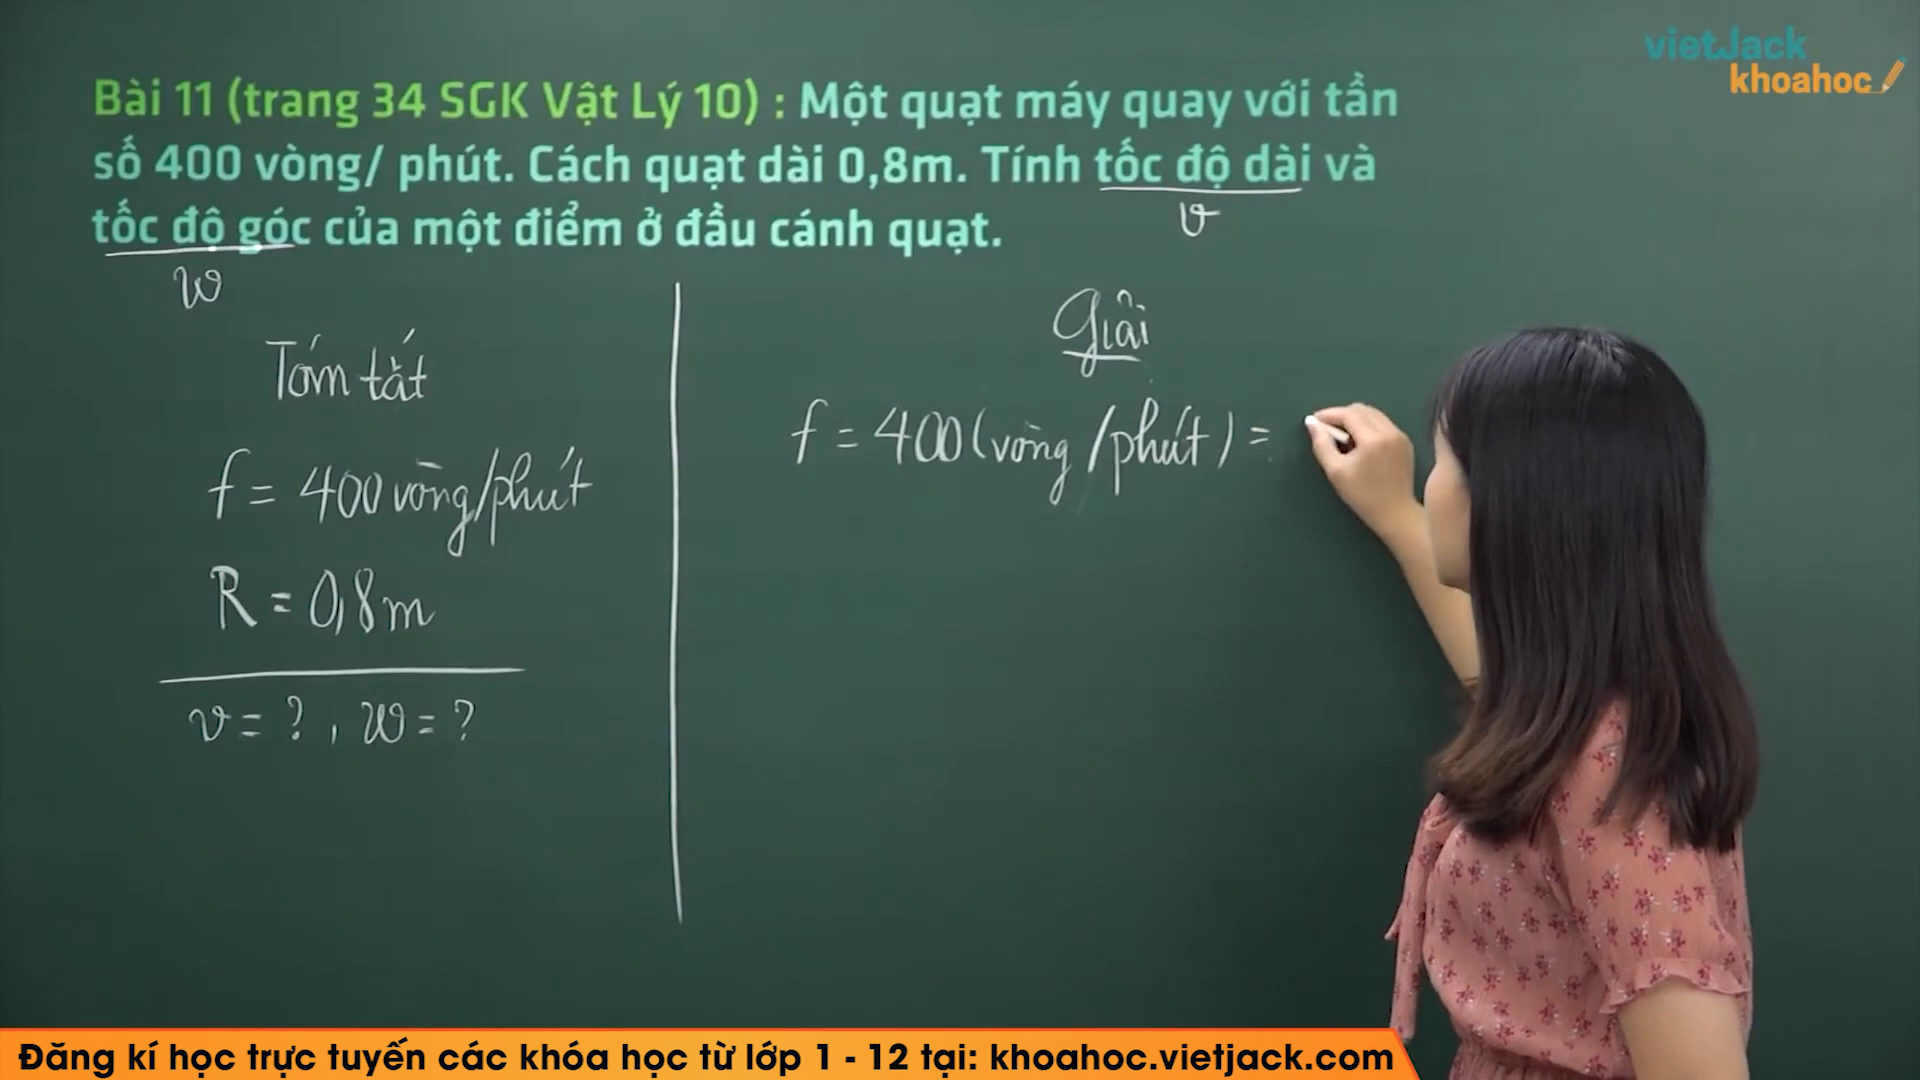 vietJack
khoahoc
Bài 11 (trang 34 SGK Vật Lý 10) : Một quạt máy quay với tần
số 400 vòng/ phút. Cách quạt dài 0,8m. Tính tốc độ dài và
tốc độ góc của một điểm ở đầu cánh quạt.
v
ω
Tóm tắt
f = 400 vòng/phút
R = 0,8m
v = ? , ω = ?
Giải
f = 400 (vòng/phút) =
Đăng kí học trực tuyến các khóa học từ lớp 1 - 12 tại: khoahoc.vietjack.com